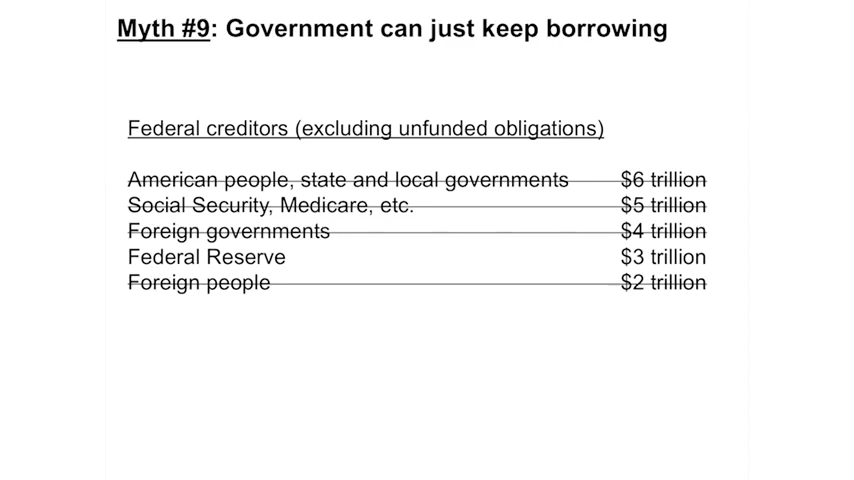 Myth #9: Government can just keep borrowing
Federal creditors (excluding unfunded obligations)
American people, state and local governments $6 trillion
Social Security, Medicare, etc. $5 trillion
Foreign governments $4 trillion
Federal Reserve $3 trillion
Foreign people $2 trillion